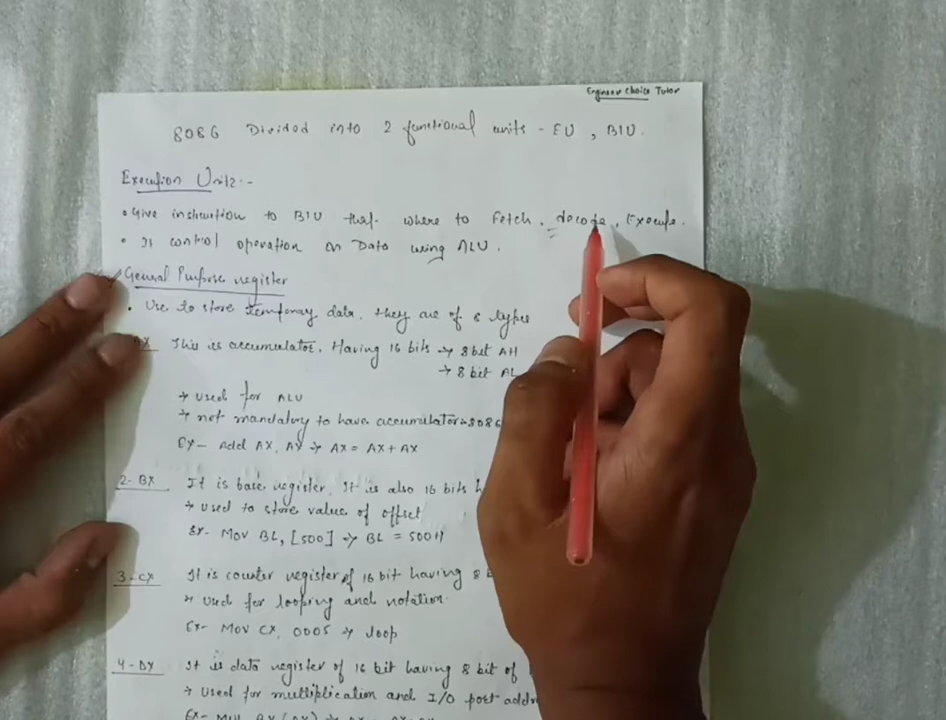 Engineer Choice Tutor
8086 Divided into 2 functional units - EU, BIU.
Execution Unit :-
• Give instruction to BIU that where to fetch, decode, Execute.
• It control operation on Data using ALU.
General Purpose register
• Use to store temporary data. They are of 8 types
AX This is accumulator. Having 16 bits → 8 bit AH
→ 8 bit AL
→ used for ALU
→ not mandatory to have accumulator 8086
Ex- Add AX, AX → AX = AX + AX
2- BX It is base register. It is also 16 bits
→ used to store value of offset
Ex- Mov BL, [500] → BL = 500H
3- CX It is counter register of 16 bit having 8
→ used for looping and notation.
Ex- Mov CX, 0005 → loop
4- DX It is data register of 16 bit having 8 bit of
→ Used for multiplication and I/O post